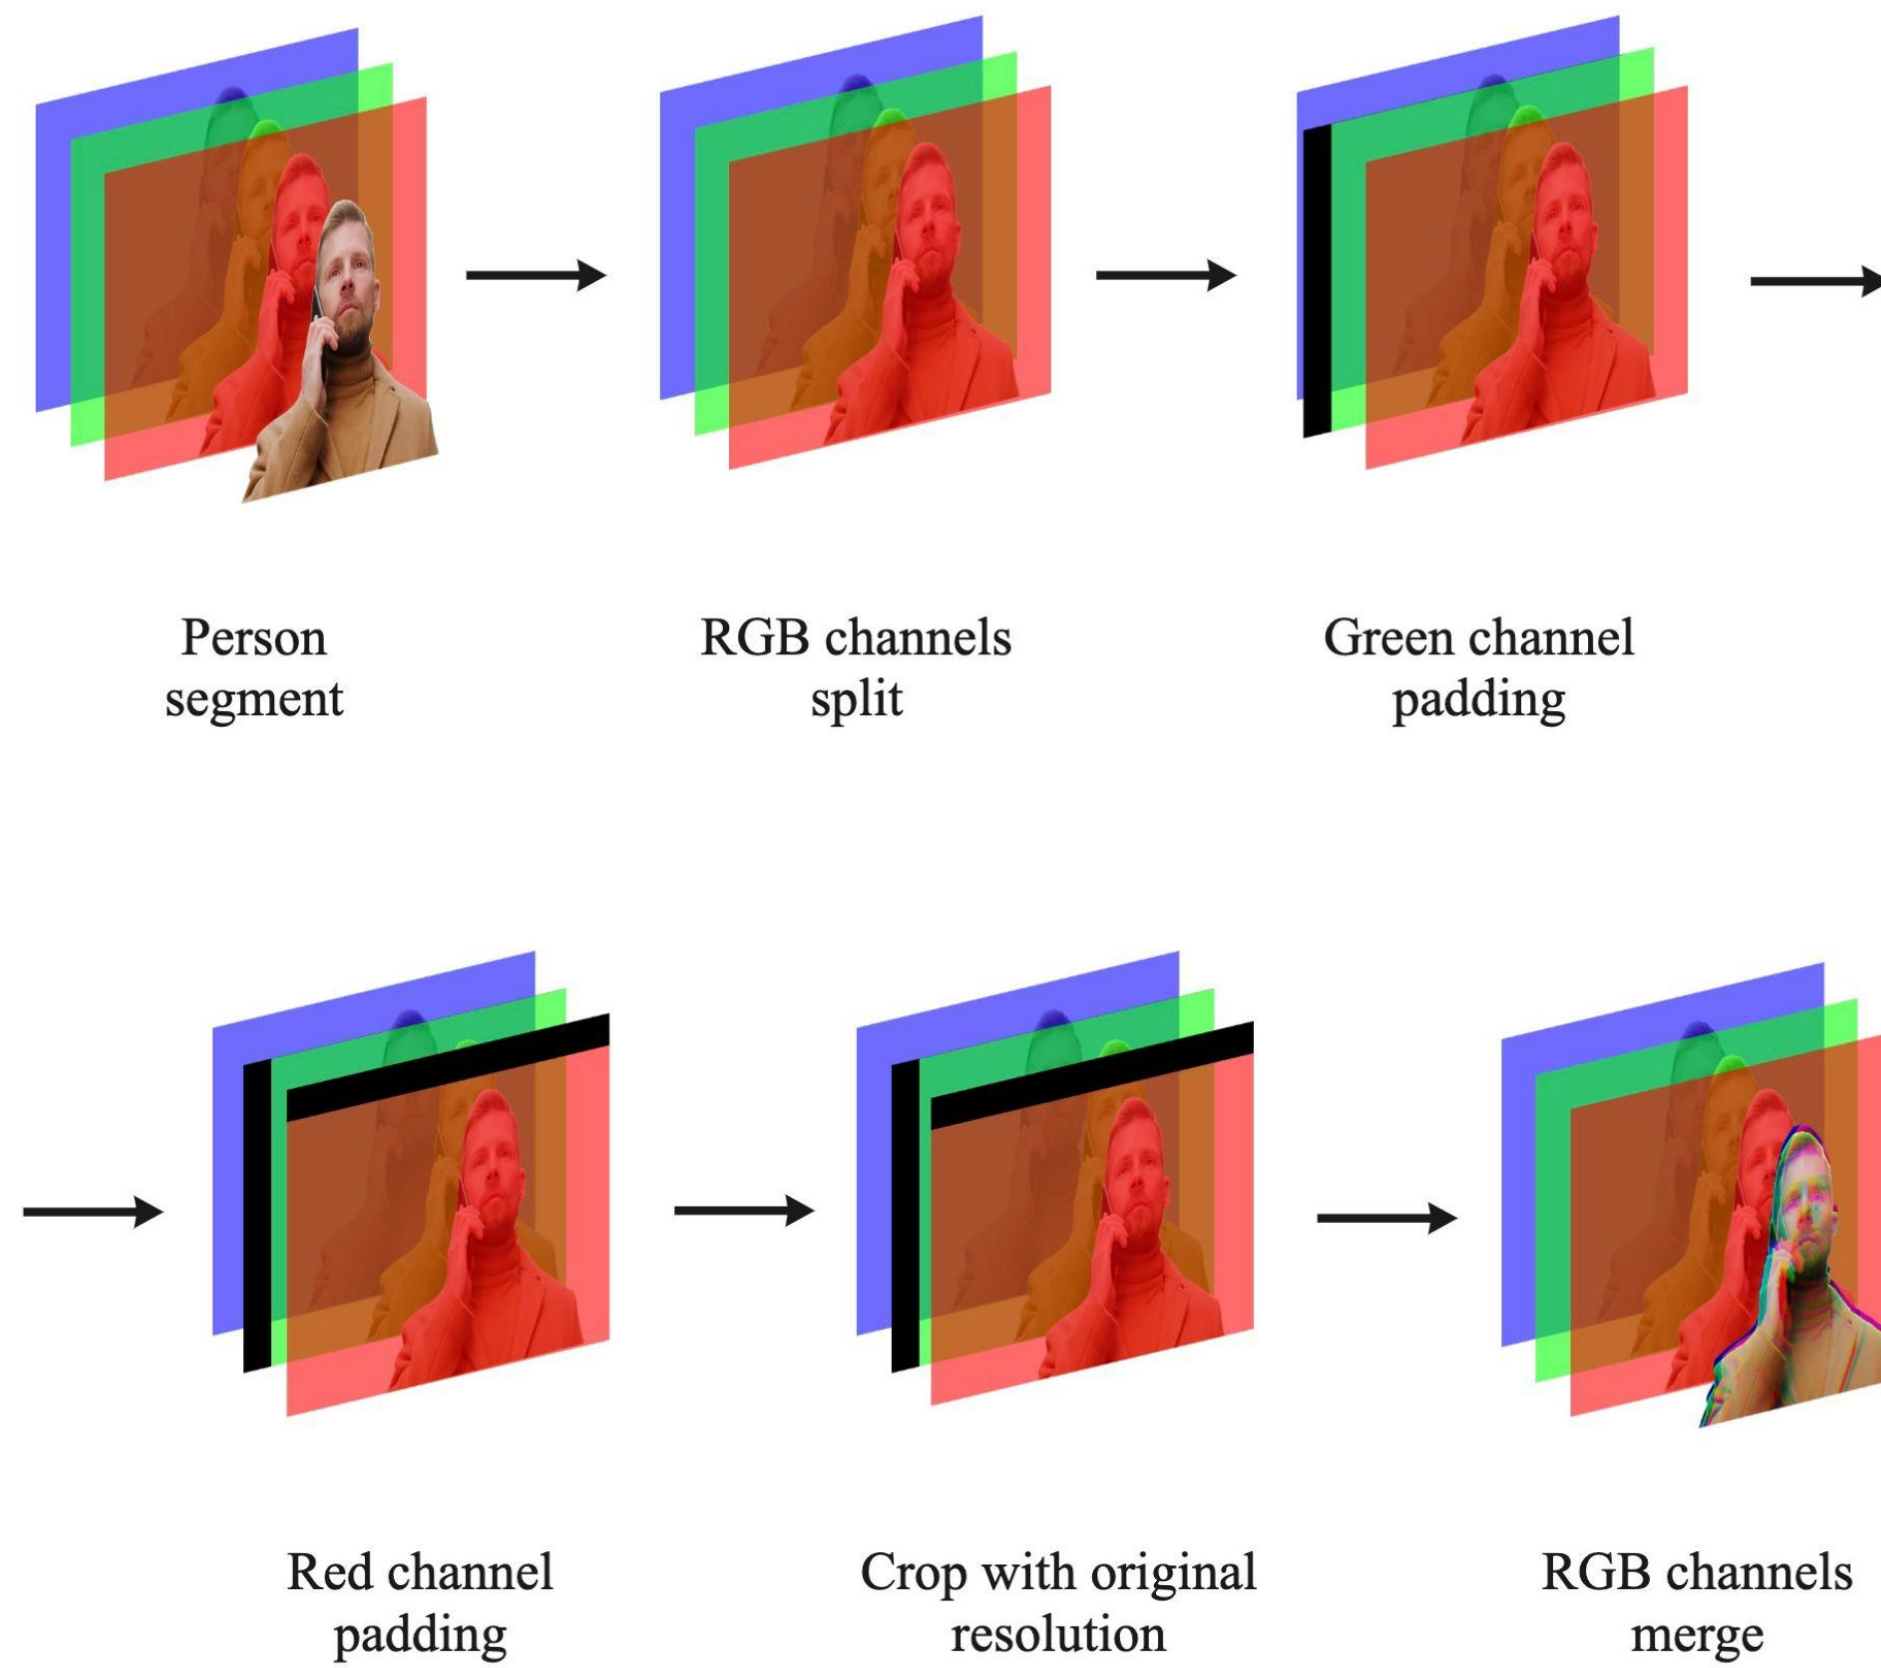 Person
segment
RGB channels
split
Green channel
padding
Red channel
padding
Crop with original
resolution
RGB channels
merge